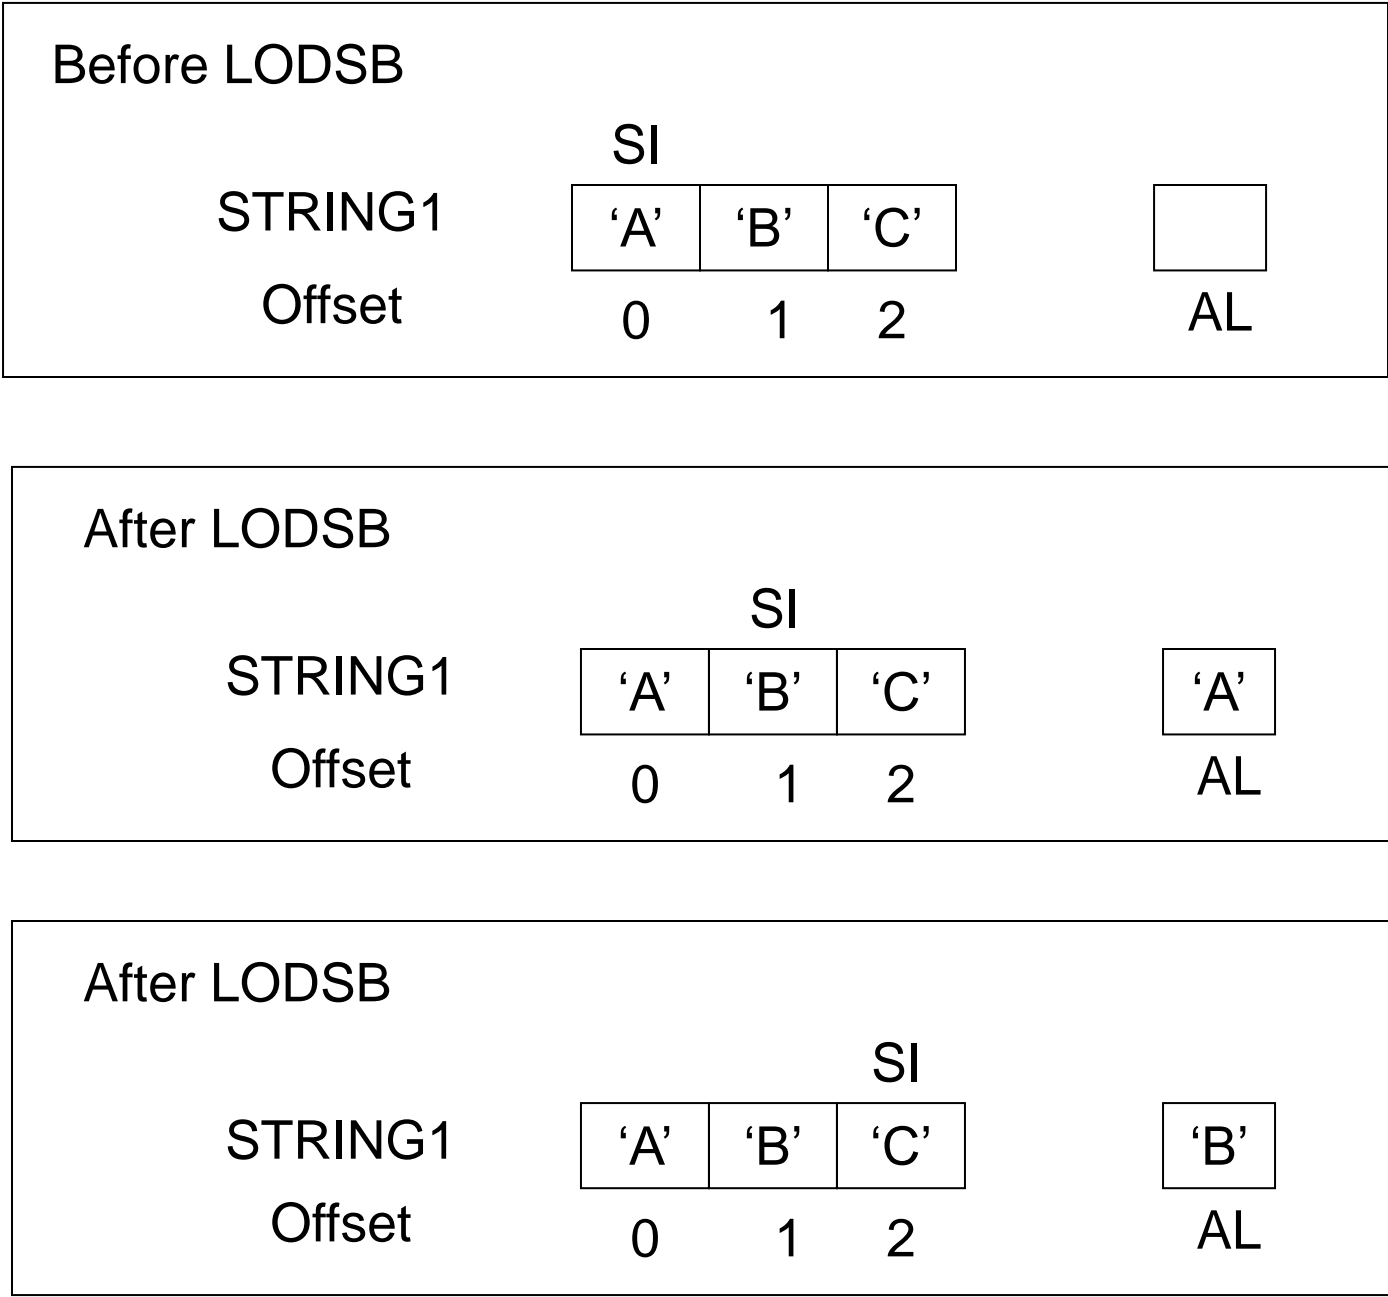 Before LODSB
SI
STRING1 ‘A’ ‘B’ ‘C’
Offset 0 1 2 AL
After LODSB
SI
STRING1 ‘A’ ‘B’ ‘C’ ‘A’
Offset 0 1 2 AL
After LODSB
SI
STRING1 ‘A’ ‘B’ ‘C’ ‘B’
Offset 0 1 2 AL